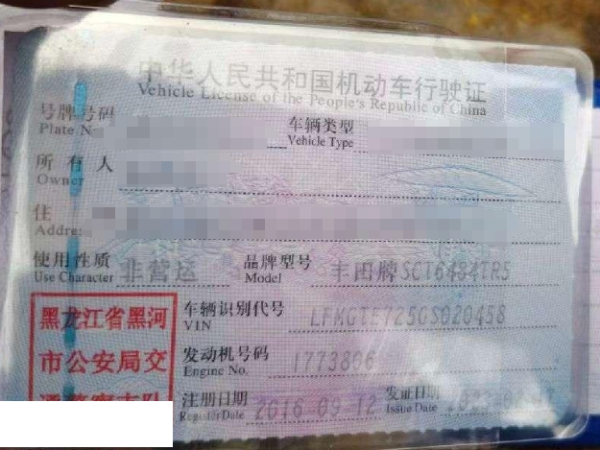 中华人民共和国机动车行驶证
Vehicle License of the People's Republic of China
号牌号码 车辆类型
Plate No Vehicle Type
所有人
Owner
住
Addres
使用性质 非营运 品牌型号 丰田牌SCT6484TRS
Use Character Model
黑龙江省黑河
市公安局交
车辆识别代号
VIN
发动机号码 1773806
Engine No.
注册日期 2016-09-12 发证日期
Register Date Issue Date